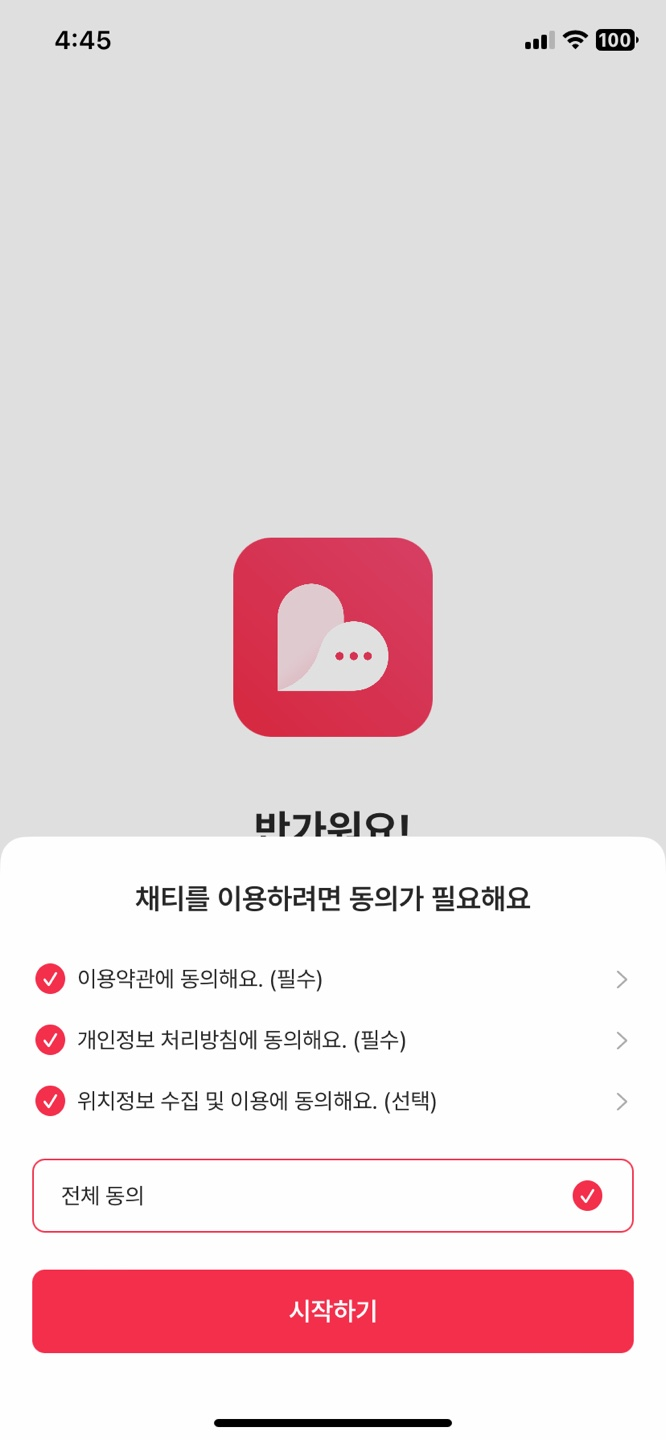 4:45
100
반가워요!
채티를 이용하려면 동의가 필요해요
이용약관에 동의해요. (필수)
개인정보 처리방침에 동의해요. (필수)
위치정보 수집 및 이용에 동의해요. (선택)
전체 동의
시작하기